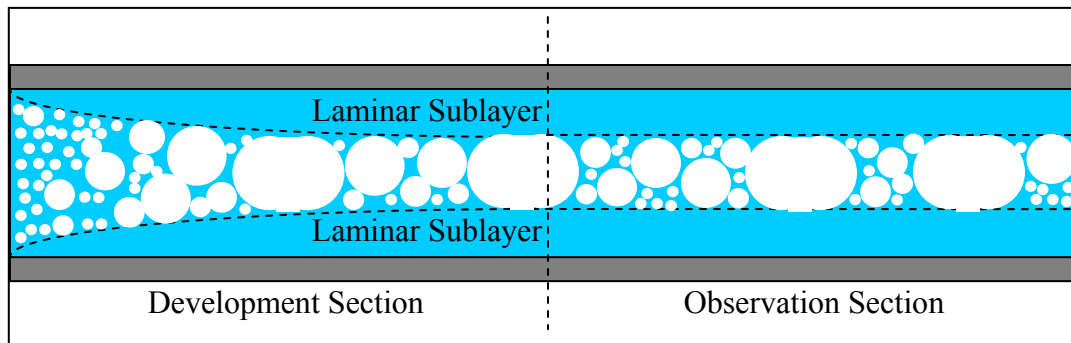 Laminar Sublayer
Laminar Sublayer
Development Section
Observation Section